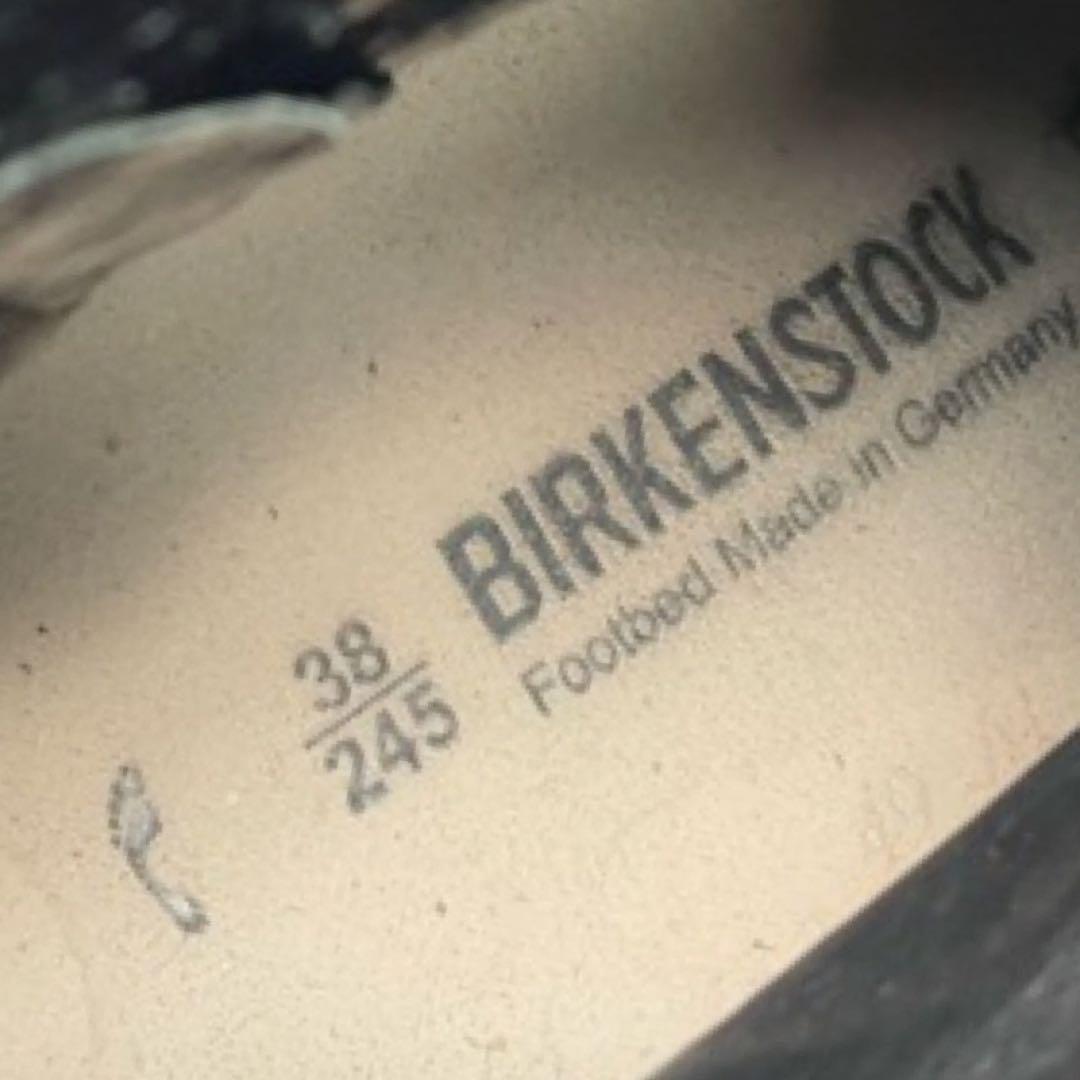 38
245
BIRKENSTOCK
Footbed Made in Germany